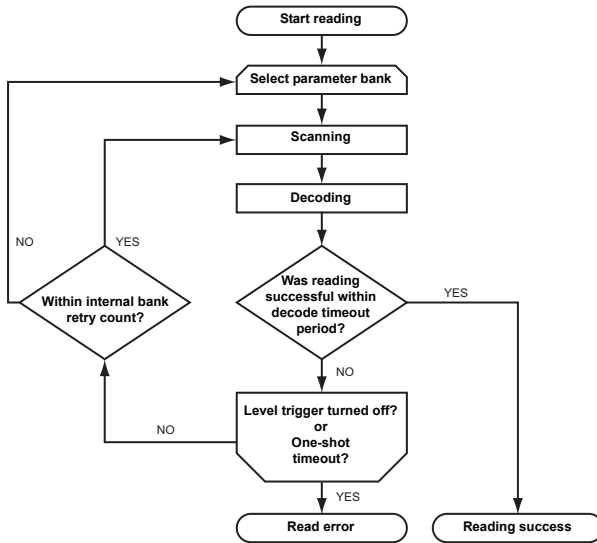 Start reading
Select parameter bank
Scanning
Decoding
NO
YES
Within internal bank
retry count?
Was reading
successful within
decode timeout
period?
YES
NO
Level trigger turned off?
or
One-shot
timeout?
NO
YES
Read error
Reading success